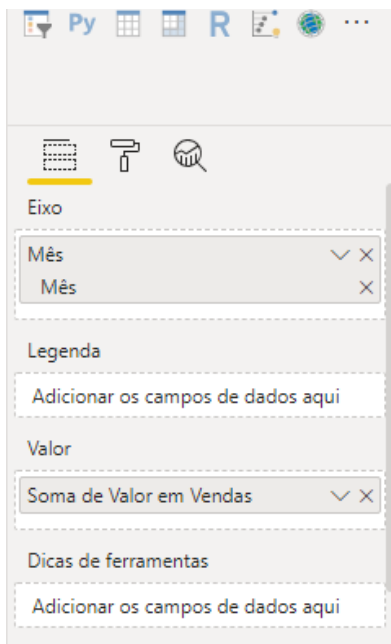 Py R ...
Eixo
Mês
Mês
Legenda
Adicionar os campos de dados aqui
Valor
Soma de Valor em Vendas
Dicas de ferramentas
Adicionar os campos de dados aqui